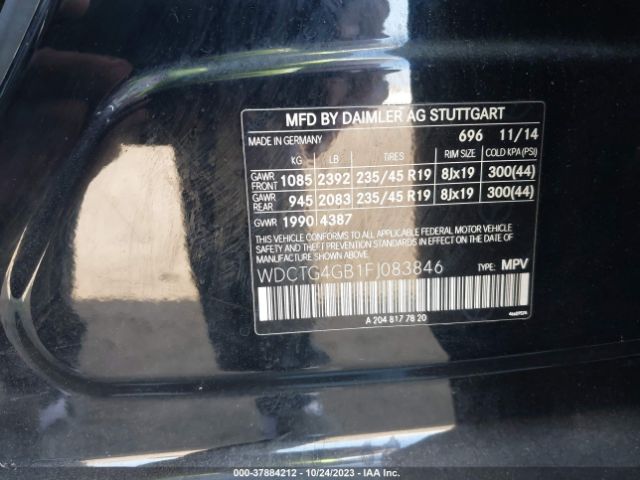 MFD BY DAIMLER AG STUTTGART
MADE IN GERMANY 696 11/14
KG LB TIRES RIM SIZE COLD KPA (PSI)
GAWR FRONT 1085 2392 235/45 R19 8Jx19 300(44)
GAWR REAR 945 2083 235/45 R19 8Jx19 300(44)
GVWR 1990 4387
THIS VEHICLE CONFORMS TO ALL APPLICABLE FEDERAL MOTOR VEHICLE
SAFETY, BUMPER, AND THEFT PREVENTION STANDARDS IN EFFECT ON THE DATE OF
MANUFACTURE SHOWN ABOVE.
WDCTG4GB1FJ083846 TYPE: MPV
A 204 817 78 20
000-37884212 - 10/24/2023 - IAA Inc.